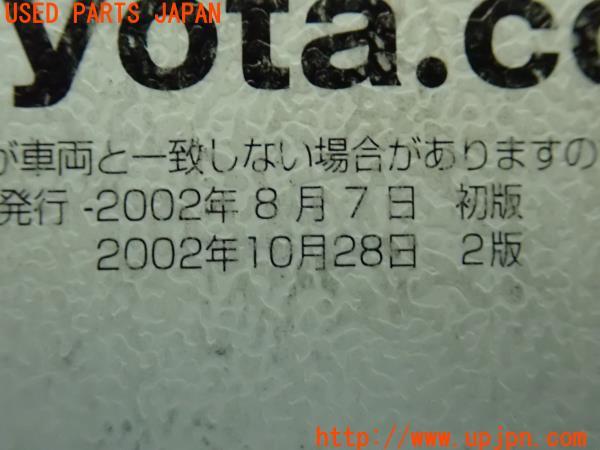 USED PARTS JAPAN
yota.co
が車両と一致しない場合がありますの
発行 -2002年 8 月 7 日 初版
2002年10月28日 2版
http://www.upjpn.com